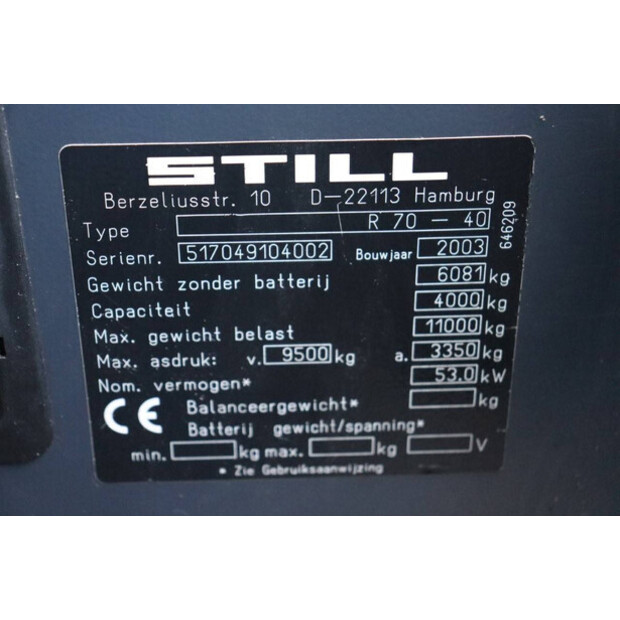 STILL
Berzeliusstr. 10 D-22113 Hamburg
Type R 70 - 40
Serienr. 517049104002 Bouwjaar 2003
Gewicht zonder batterij 6081 kg
Capaciteit 4000 kg
Max. gewicht belast 11000 kg
Max. asdruk: v. 9500 kg a. 3350 kg
Nom. vermogen* 53.0 kW
CE Balanceergewicht* kg
Batterij gewicht/spanning*
min. kg max. kg V
* Zie Gebruiksaanwijzing
646209